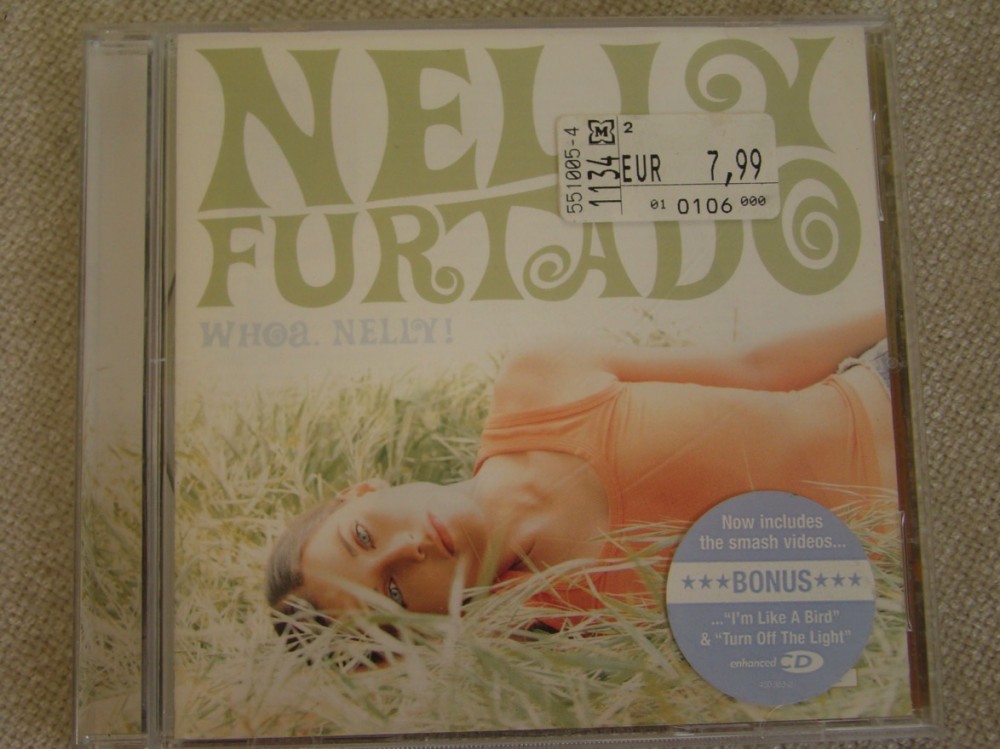 NELLY
FURTADO
WHOa, NELLY!
551005-4
1134
M
2
EUR 7,99
01 0106 000
Now includes
the smash videos...
★★★BONUS★★★
..."I'm Like A Bird"
& "Turn Off The Light"
enhanced CD